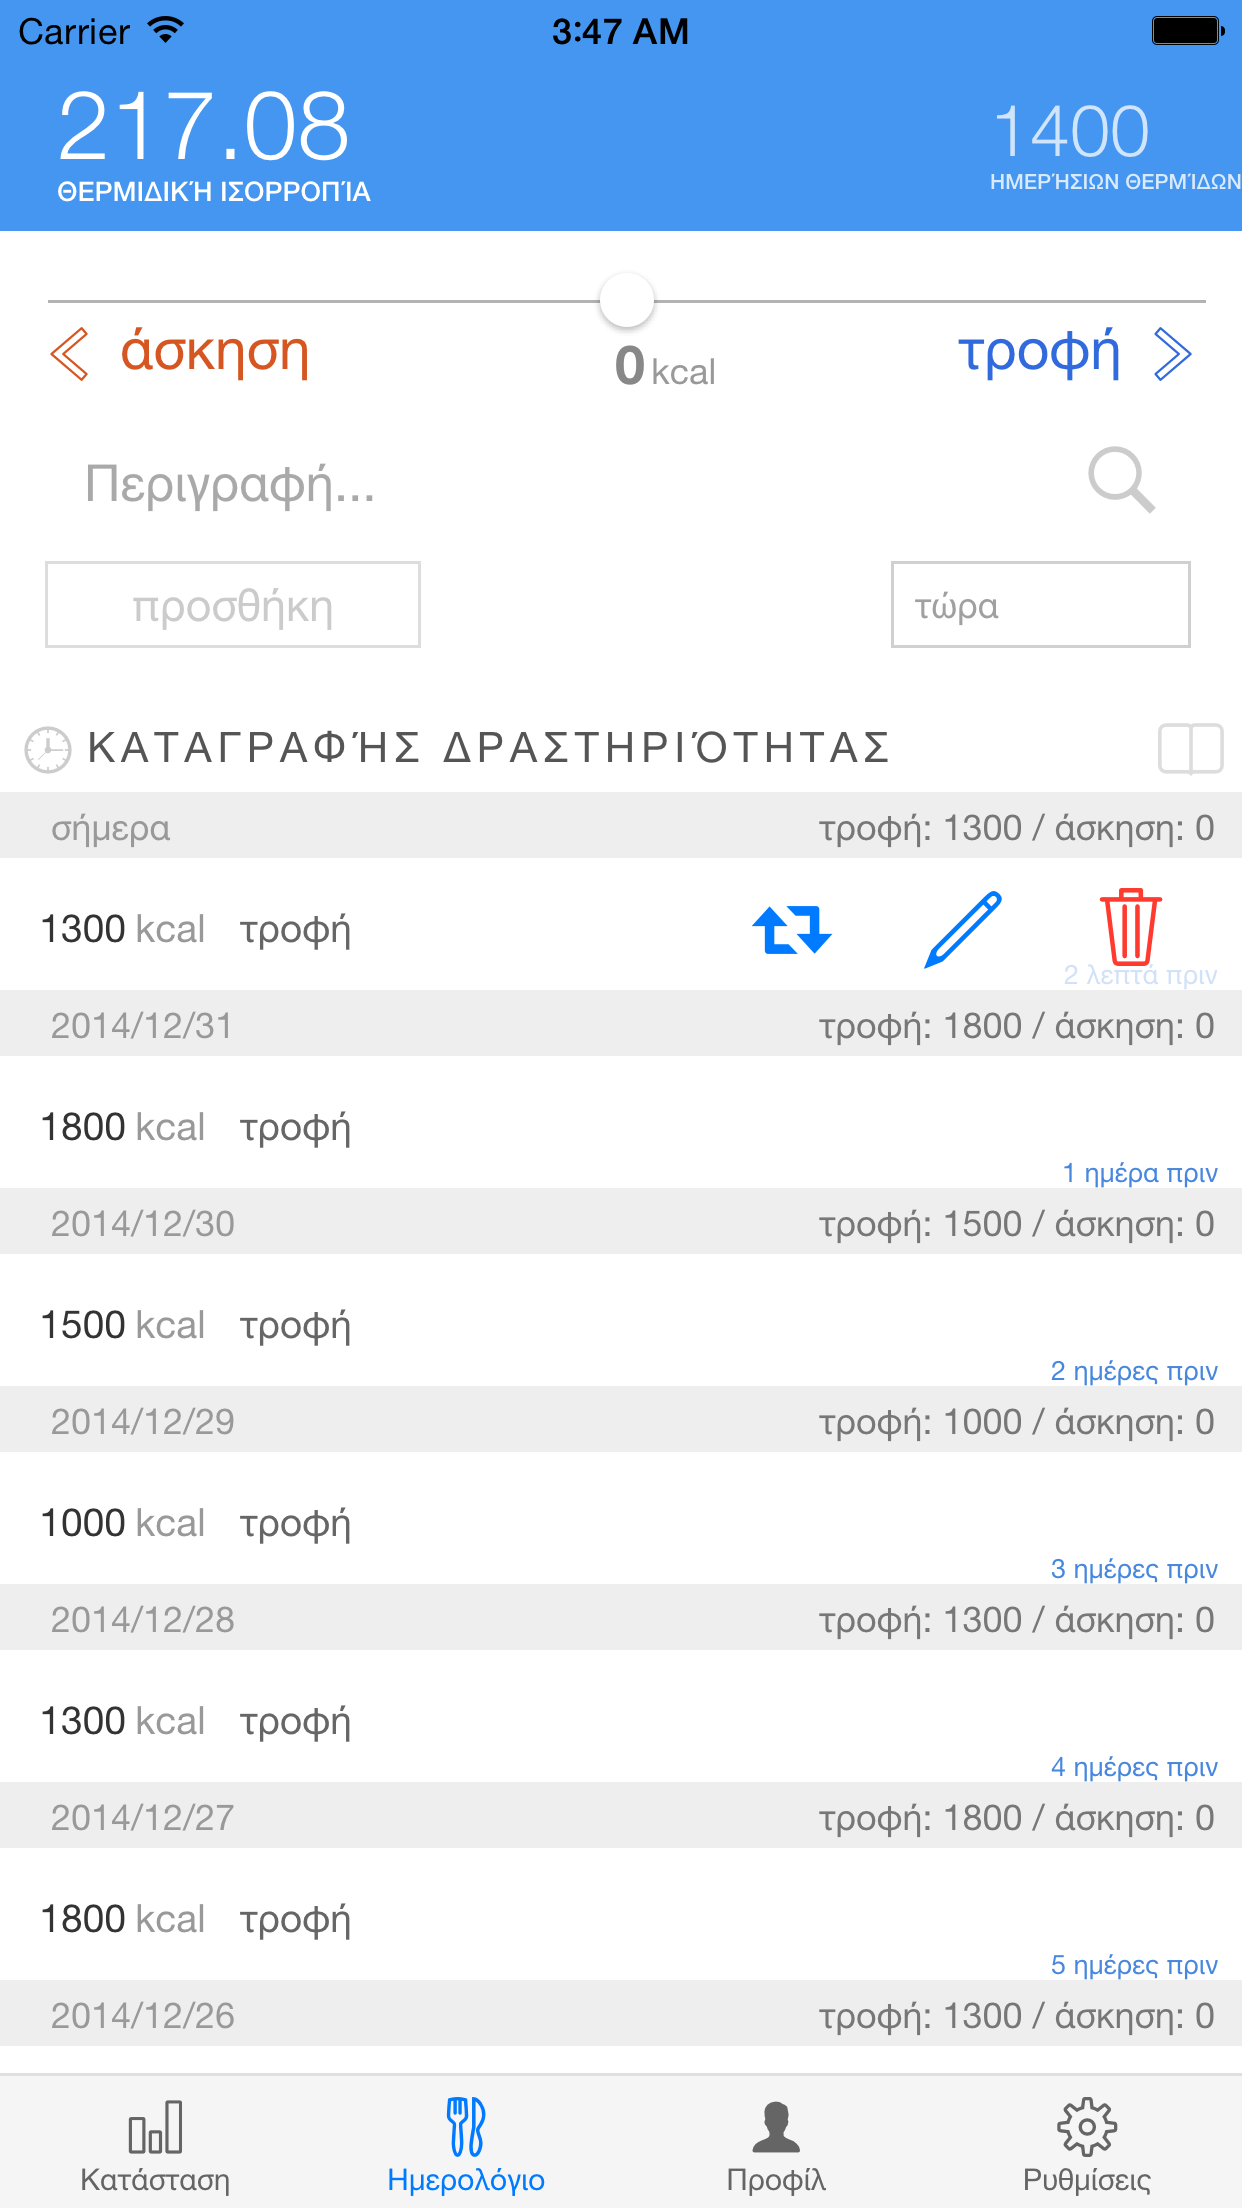 Carrier 3:47 AM
217.08 1400
ΘΕΡΜΙΔΙΚΉ ΙΣΟΡΡΟΠΊΑ ΗΜΕΡΉΣΙΩΝ ΘΕΡΜΊΔΩΝ
άσκηση 0 kcal τροφή
Περιγραφή...
προσθήκη τώρα
ΚΑΤΑΓΡΑΦΉΣ ΔΡΑΣΤΗΡΙΌΤΗΤΑΣ
σήμερα τροφή: 1300 / άσκηση: 0
1300 kcal τροφή
2 λεπτά πριν
2014/12/31 τροφή: 1800 / άσκηση: 0
1800 kcal τροφή
1 ημέρα πριν
2014/12/30 τροφή: 1500 / άσκηση: 0
1500 kcal τροφή
2 ημέρες πριν
2014/12/29 τροφή: 1000 / άσκηση: 0
1000 kcal τροφή
3 ημέρες πριν
2014/12/28 τροφή: 1300 / άσκηση: 0
1300 kcal τροφή
4 ημέρες πριν
2014/12/27 τροφή: 1800 / άσκηση: 0
1800 kcal τροφή
5 ημέρες πριν
2014/12/26 τροφή: 1300 / άσκηση: 0
Κατάσταση Ημερολόγιο Προφίλ Ρυθμίσεις